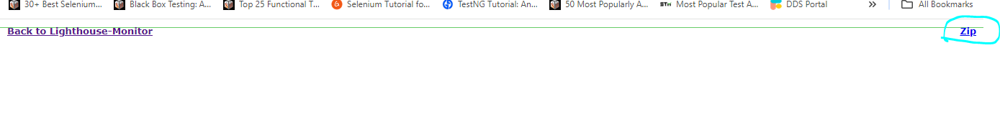 30+ Best Selenium... Black Box Testing: A... Top 25 Functional T... Selenium Tutorial fo... TestNG Tutorial: An... 50 Most Popularly A... STH Most Popular Test A... DDS Portal » All Bookmarks
Back to Lighthouse-Monitor Zip